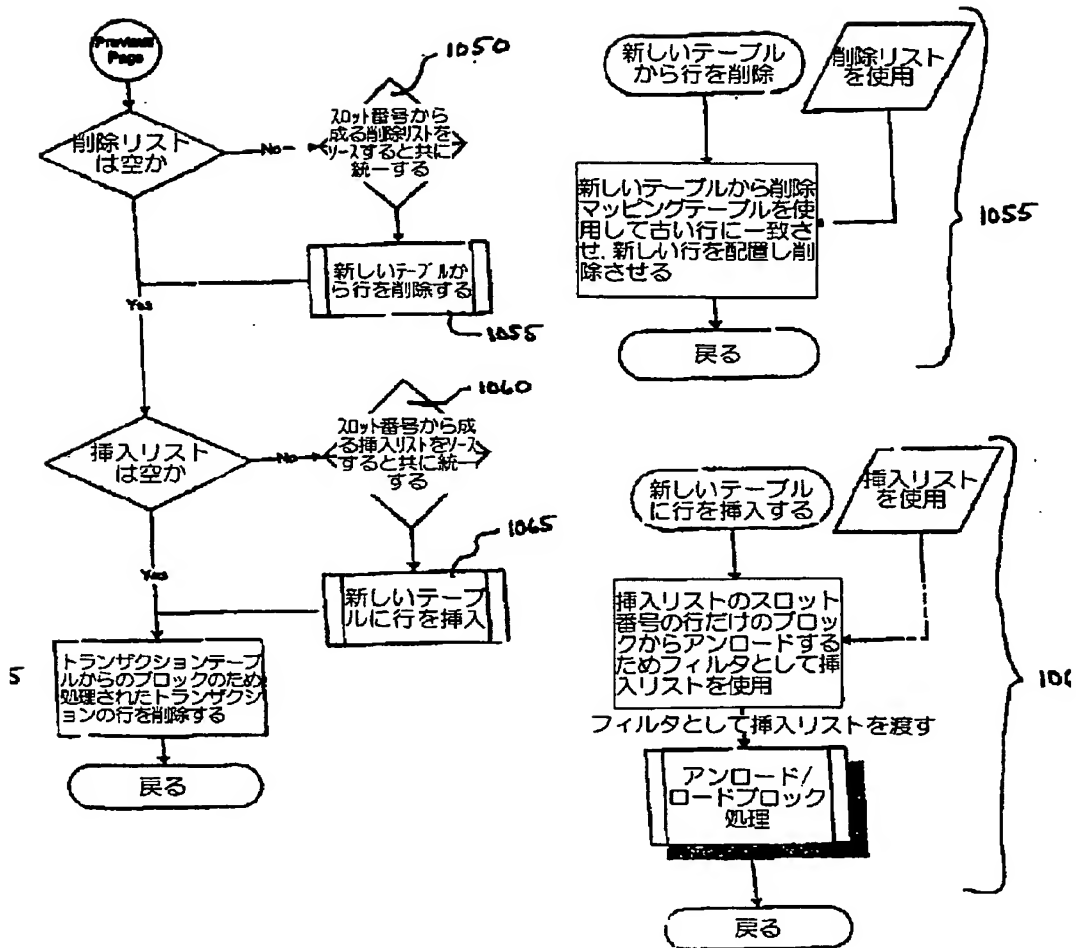 Previous
Page
1050
削除リスト
は空か
No
スロット番号から
成る削除リストを
ソースすると共に
統一する
新しいテーブルか
ら行を削除する
1055
Yes
1060
挿入リスト
は空か
No
スロット番号から成
る挿入リストをソース
すると共に統一
する
1065
新しいテーブ
ルに行を挿入
Yes
5
トランザクションテーブ
ルからのブロックのため
処理されたトランザクシ
ョンの行を削除する
戻る
新しいテーブル
から行を削除
削除リスト
を使用
新しいテーブルから削除
マッピングテーブルを使
用して古い行に一致さ
せ、新しい行を配置し削
除させる
1055
戻る
新しいテーブル
に行を挿入する
挿入リスト
を使用
挿入リストのスロット
番号の行だけのブロッ
クからアンロードする
ためフィルタとして挿
入リストを使用
フィルタとして挿入リストを渡す
アンロード/
ロードブロック
処理
戻る